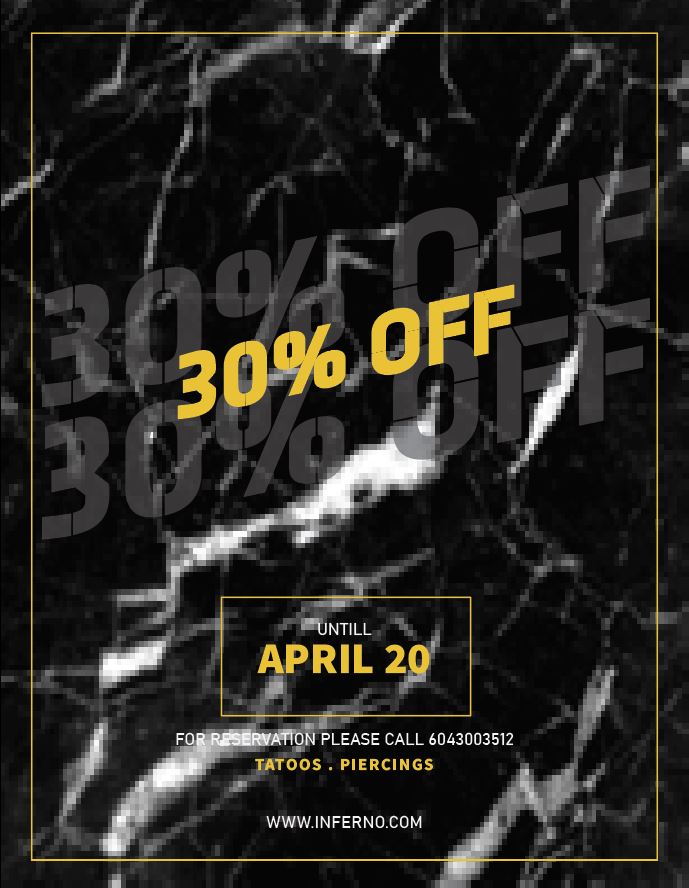 30% OFF
30% OFF
30% OFF
UNTILL
APRIL 20
FOR RESERVATION PLEASE CALL 6043003512
TATOOS . PIERCINGS
WWW.INFERNO.COM